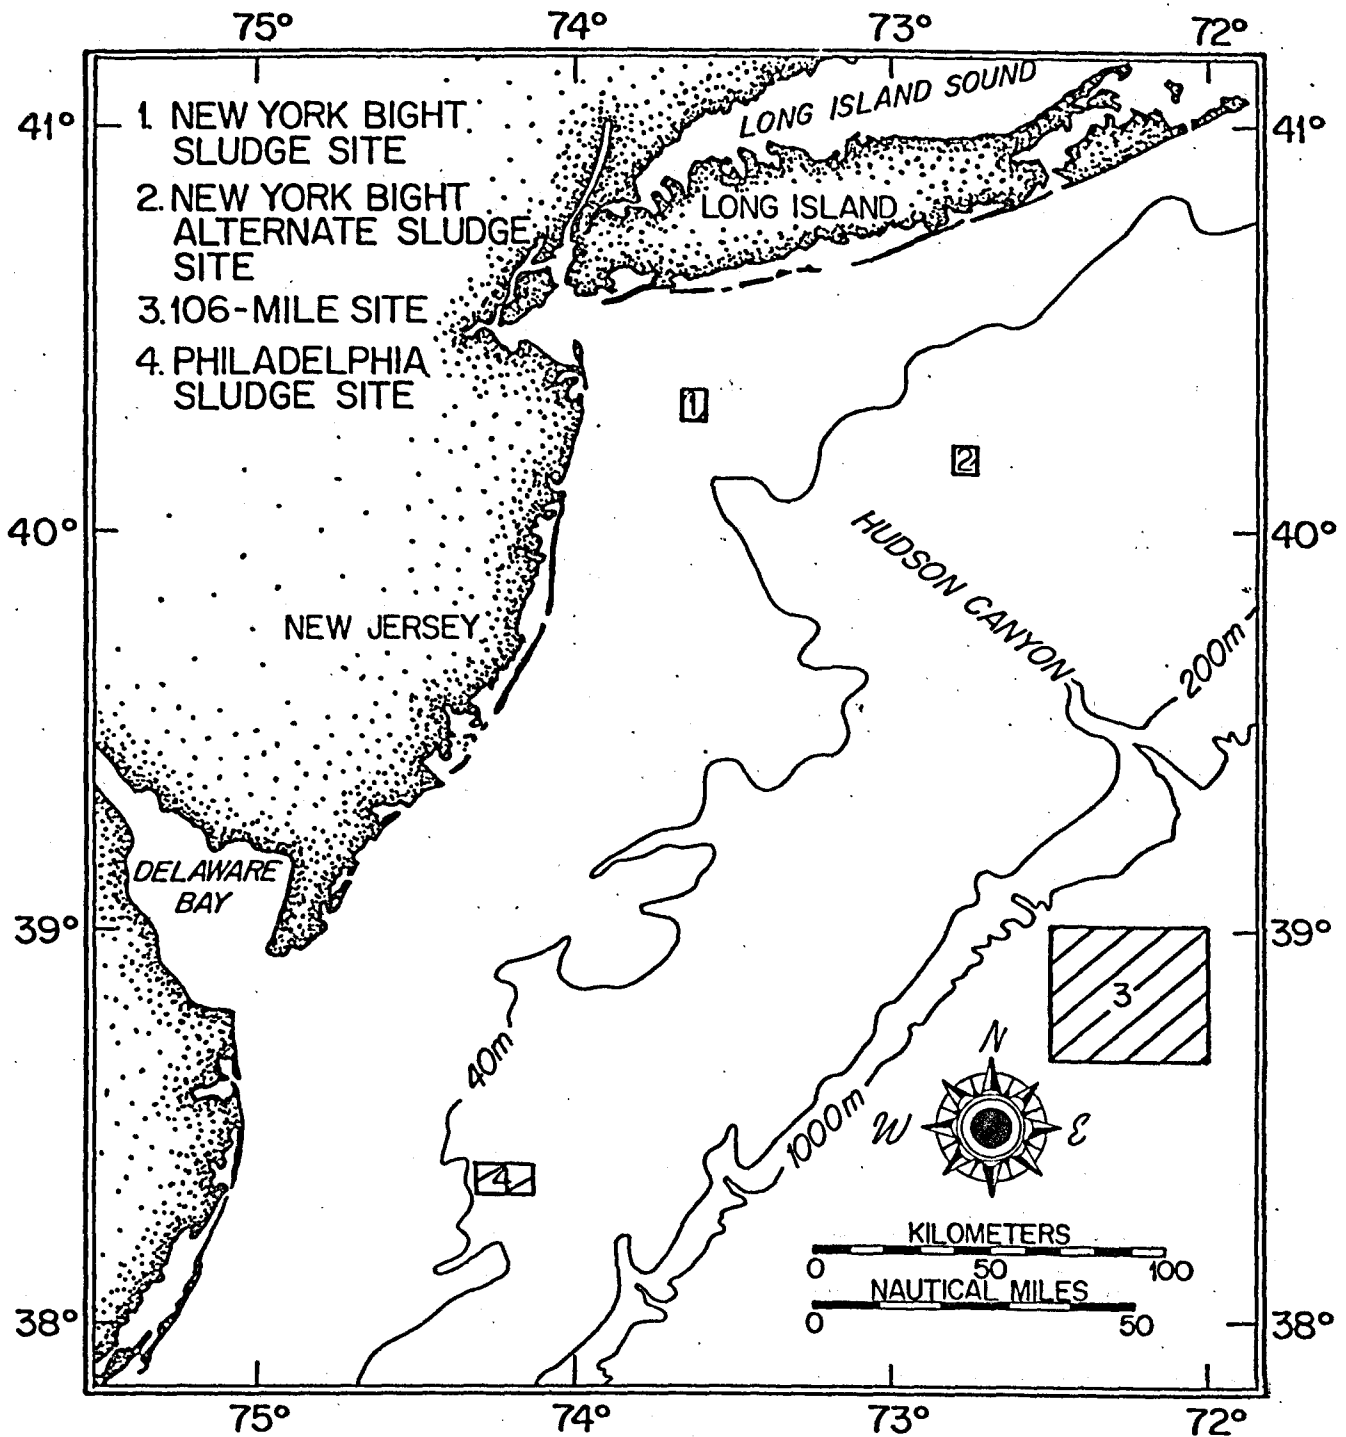 75° 74° 73° 72°
1. NEW YORK BIGHT
SLUDGE SITE
2. NEW YORK BIGHT
ALTERNATE SLUDGE
SITE
3. 106-MILE SITE
4. PHILADELPHIA
SLUDGE SITE
LONG ISLAND SOUND
LONG ISLAND
41° 41°
1
2
40° 40°
HUDSON CANYON
NEW JERSEY
200m
DELAWARE
BAY
39° 39°
3
40m
1000m
N
W E
4
KILOMETERS
0 50 100
NAUTICAL MILES
0 50
38° 38°
75° 74° 73° 72°